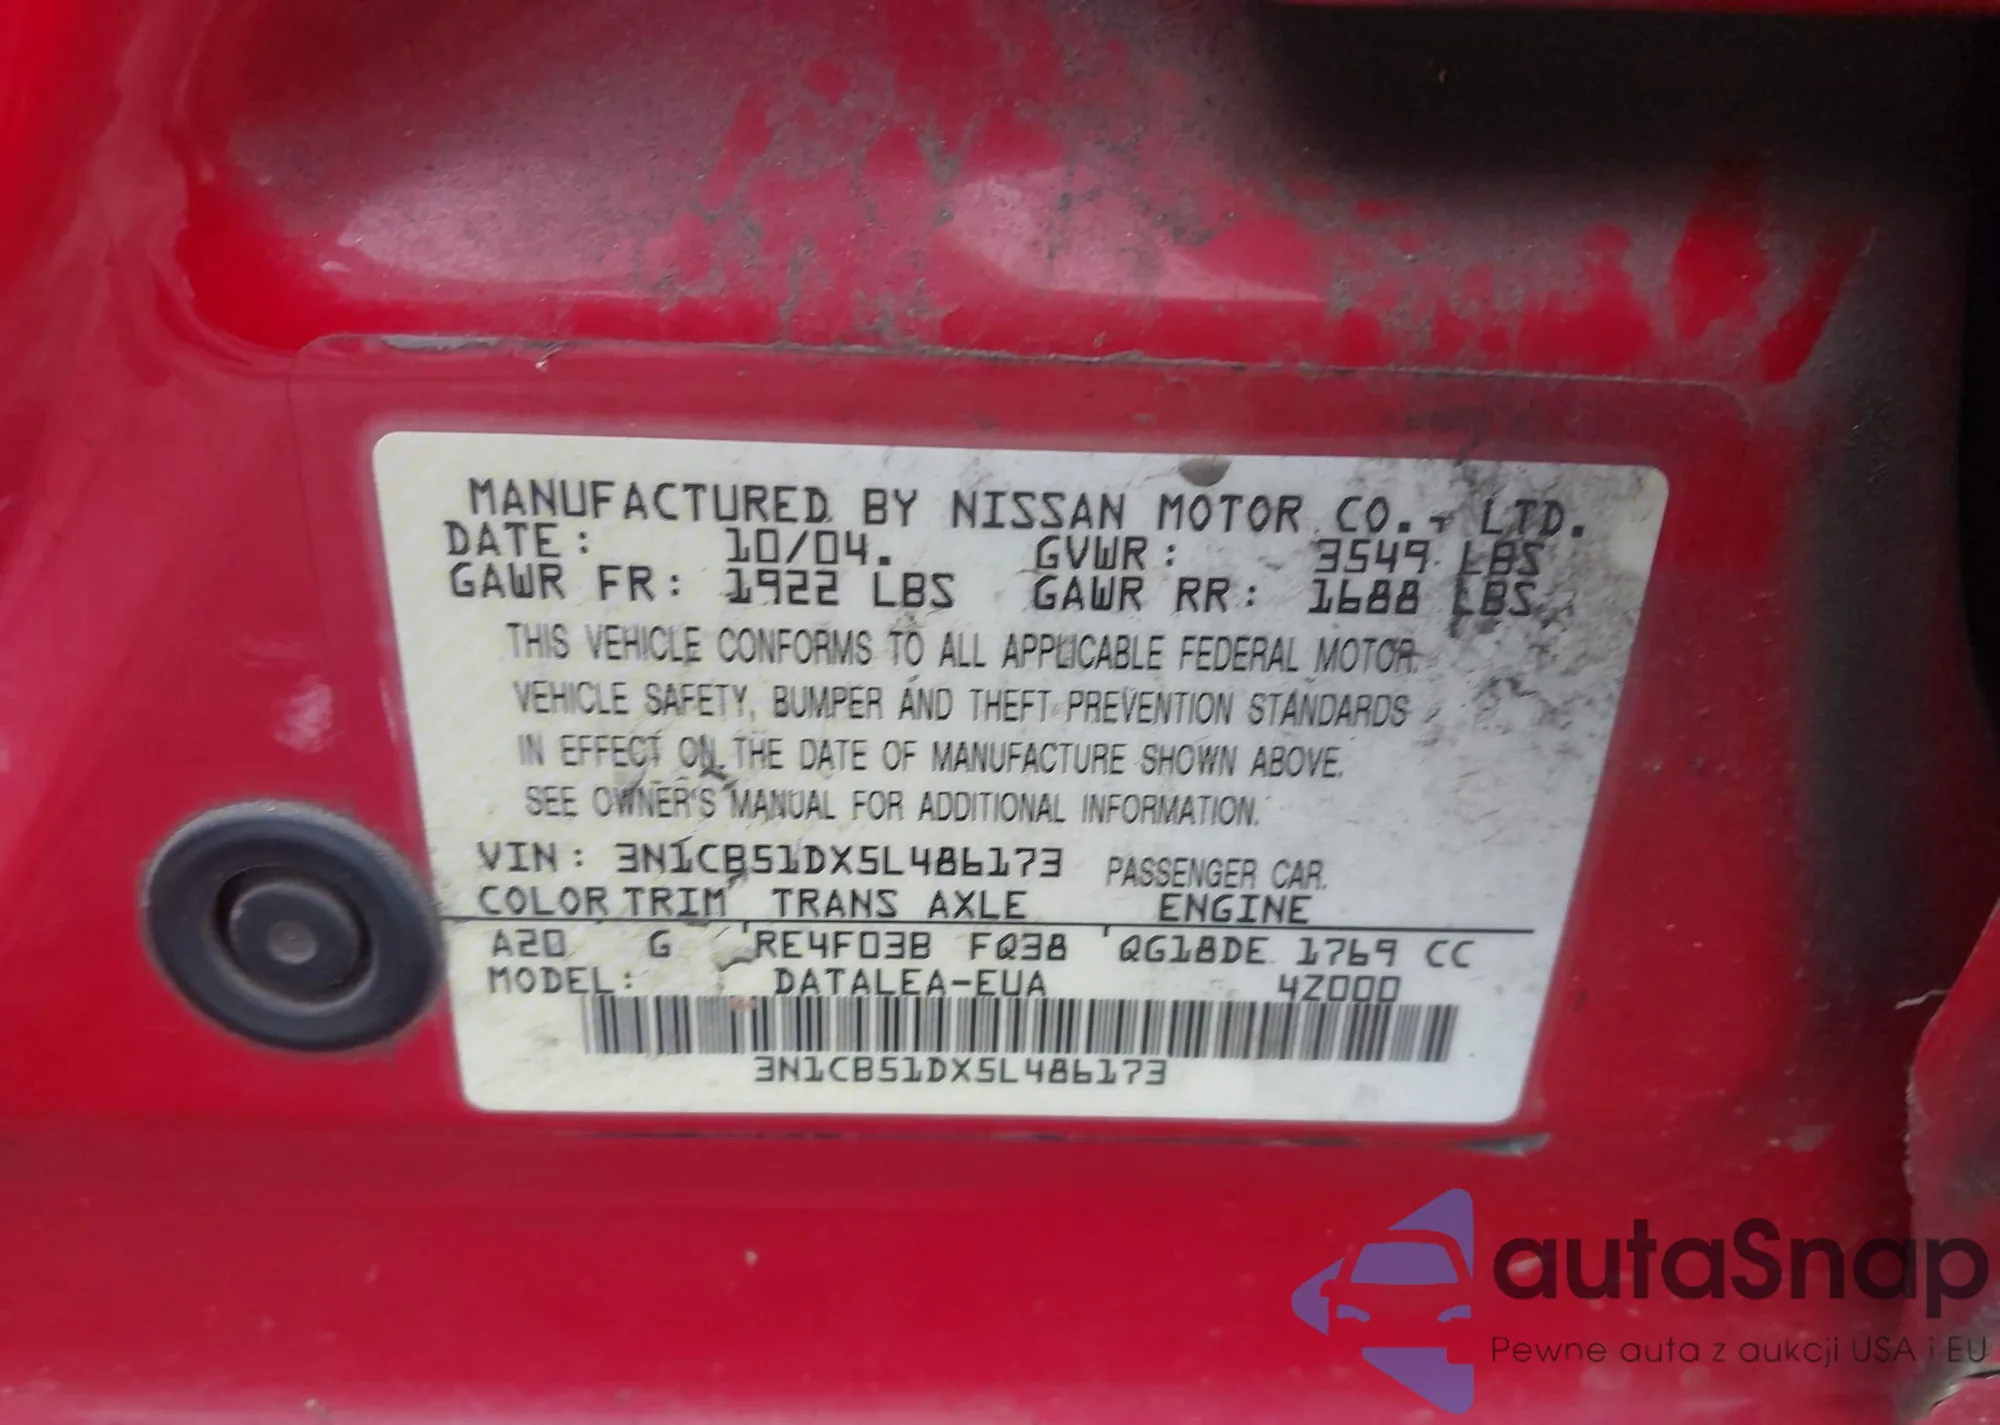 MANUFACTURED BY NISSAN MOTOR CO., LTD.
DATE: 10/04. GVWR: 3549 LBS
GAWR FR: 1922 LBS GAWR RR: 1688 LBS
THIS VEHICLE CONFORMS TO ALL APPLICABLE FEDERAL MOTOR
VEHICLE SAFETY, BUMPER AND THEFT PREVENTION STANDARDS
IN EFFECT ON THE DATE OF MANUFACTURE SHOWN ABOVE.
SEE OWNER'S MANUAL FOR ADDITIONAL INFORMATION.
VIN: 3N1CB51DX5L486173 PASSENGER CAR
COLOR TRIM TRANS AXLE ENGINE
A20 G RE4F03B FQ38 QG18DE 1769 CC
MODEL: DATALEA-EUA 4Z000
3N1CB51DX5L486173
autaSnap
Pewne auta z aukcji USA i EU